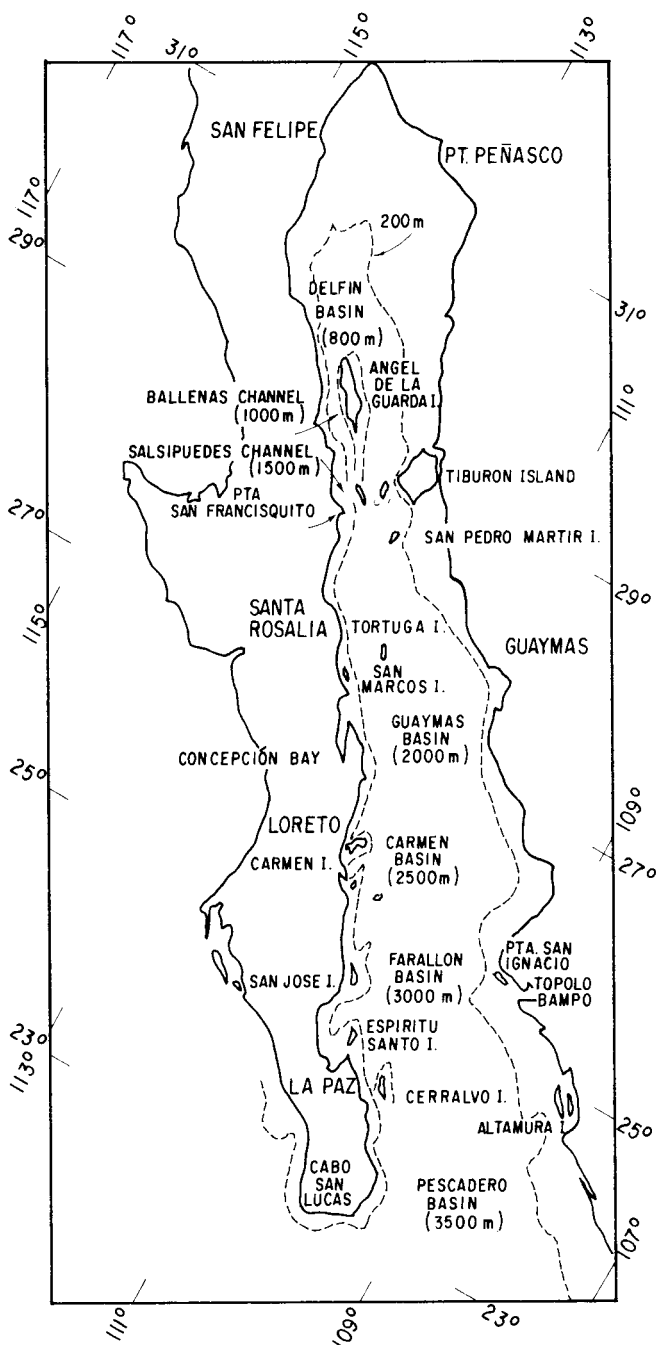 117°
31°
115°
113°
SAN FELIPE
PT. PEÑASCO
117°
29°
200m
DELFIN
BASIN
(800m)
31°
ANGEL
DE LA
GUARDA I.
BALLENAS CHANNEL
(1000m)
111°
SALSIPUEDES CHANNEL
(1500m)
TIBURON ISLAND
PTA
SAN FRANCISQUITO
27°
SAN PEDRO MARTIR I.
29°
115°
SANTA
ROSALIA
TORTUGA I.
GUAYMAS
SAN
MARCOS I.
GUAYMAS
BASIN
(2000m)
CONCEPCIÓN BAY
25°
109°
LORETO
CARMEN I.
CARMEN
BASIN
(2500m)
27°
PTA. SAN
IGNACIO
FARALLON
BASIN
(3000 m)
SAN JOSE I.
TOPOLO
BAMPO
23°
113°
ESPIRITU
SANTO I.
LA PAZ
CERRALVO I.
ALTAMURA I
25°
CABO
SAN
LUCAS
PESCADERO
BASIN
(3500 m)
107°
111°
109°
23°